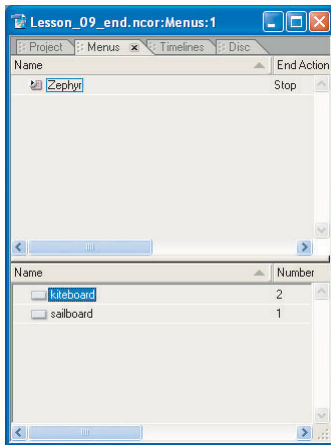 Lesson_09_end.ncor:Menus:1
Project Menus Timelines Disc
Name End Action
Zephyr Stop
Name Number
kiteboard 2
sailboard 1